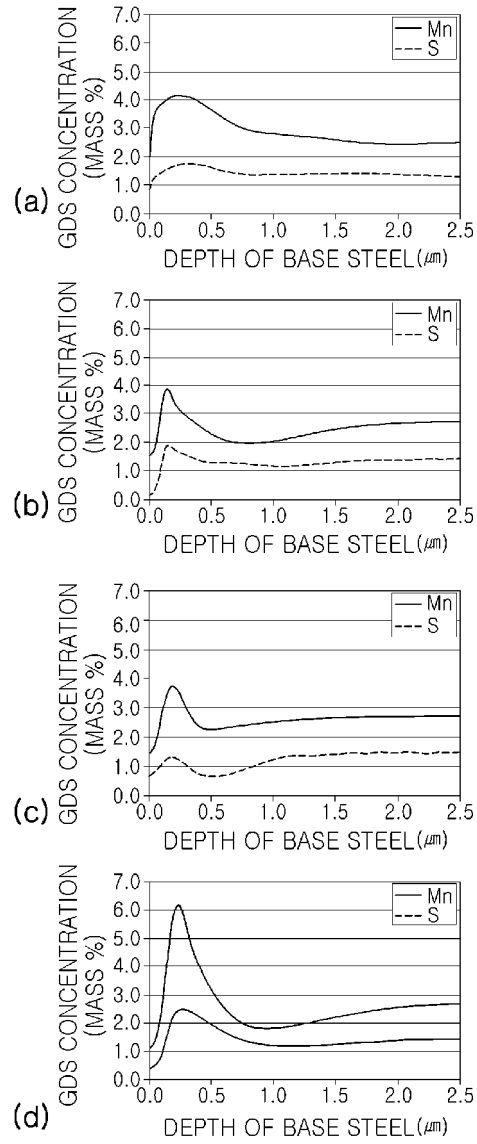 GDS CONCENTRATION
(MASS %)
7.0
6.0
5.0
4.0
3.0
2.0
1.0
0.0
Mn
S
(a)
0.0 0.5 1.0 1.5 2.0 2.5
DEPTH OF BASE STEEL(㎛)
GDS CONCENTRATION
(MASS %)
7.0
6.0
5.0
4.0
3.0
2.0
1.0
0.0
Mn
S
(b)
0.0 0.5 1.0 1.5 2.0 2.5
DEPTH OF BASE STEEL(㎛)
GDS CONCENTRATION
(MASS %)
7.0
6.0
5.0
4.0
3.0
2.0
1.0
0.0
Mn
S
(c)
0.0 0.5 1.0 1.5 2.0 2.5
DEPTH OF BASE STEEL(㎛)
GDS CONCENTRATION
(MASS %)
7.0
6.0
5.0
4.0
3.0
2.0
1.0
0.0
Mn
S
(d)
0.0 0.5 1.0 1.5 2.0 2.5
DEPTH OF BASE STEEL(㎛)